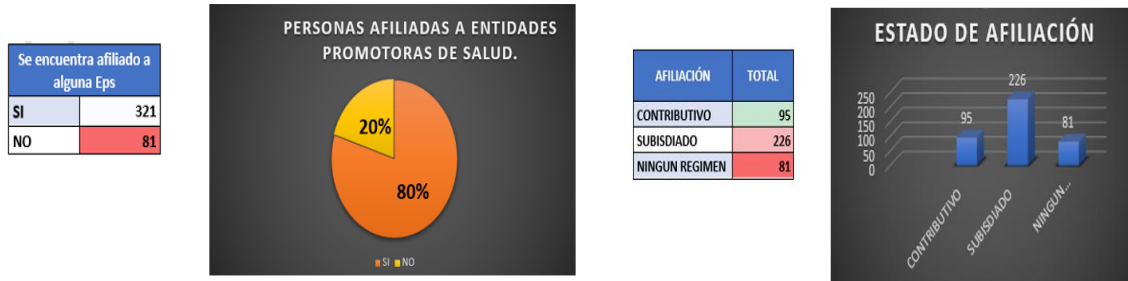 Se encuentra afiliado a
alguna Eps
SI 321
NO 81
PERSONAS AFILIADAS A ENTIDADES
PROMOTORAS DE SALUD.
20%
80%
SI NO
AFILIACIÓN TOTAL
CONTRIBUTIVO 95
SUBISDIADO 226
NINGUN REGIMEN 81
ESTADO DE AFILIACIÓN
250
200
150
100
50
0
95
226
81
CONTRIBUTIVO
SUBISDIADO
NINGUN...